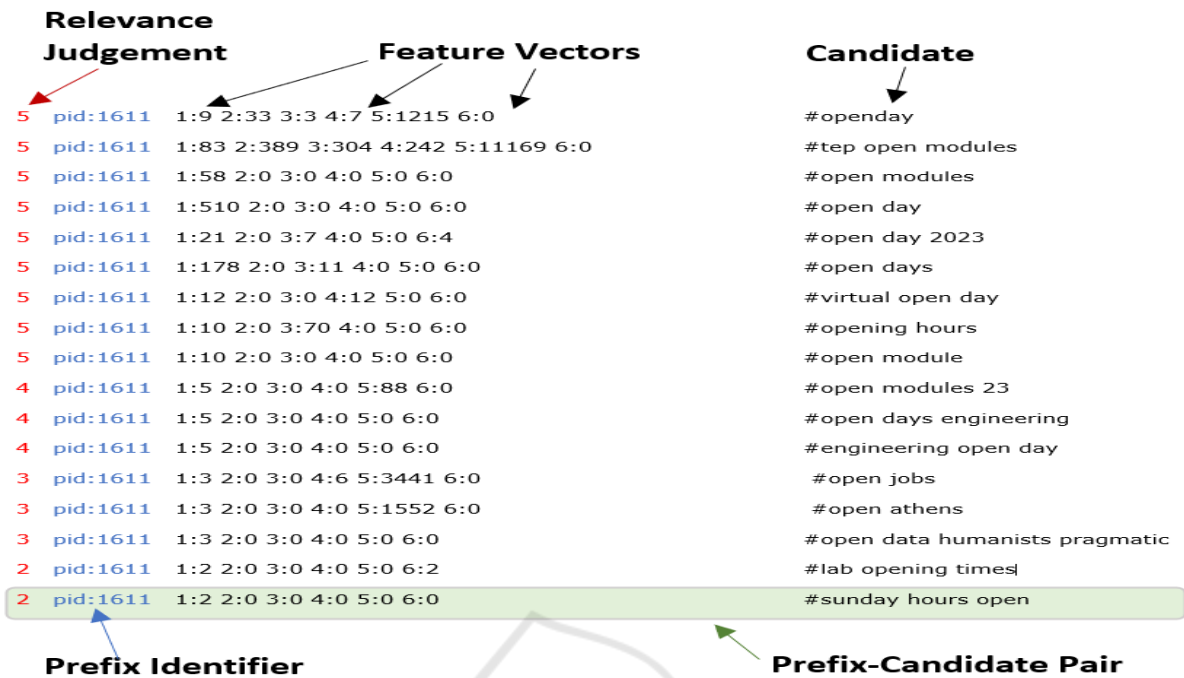 Relevance
Judgement Feature Vectors Candidate
5 pid:1611 1:9 2:33 3:3 4:7 5:1215 6:0 #openday
5 pid:1611 1:83 2:389 3:304 4:242 5:11169 6:0 #tep open modules
5 pid:1611 1:58 2:0 3:0 4:0 5:0 6:0 #open modules
5 pid:1611 1:510 2:0 3:0 4:0 5:0 6:0 #open day
5 pid:1611 1:21 2:0 3:7 4:0 5:0 6:4 #open day 2023
5 pid:1611 1:178 2:0 3:11 4:0 5:0 6:0 #open days
5 pid:1611 1:12 2:0 3:0 4:12 5:0 6:0 #virtual open day
5 pid:1611 1:10 2:0 3:70 4:0 5:0 6:0 #opening hours
5 pid:1611 1:10 2:0 3:0 4:0 5:0 6:0 #open module
4 pid:1611 1:5 2:0 3:0 4:0 5:88 6:0 #open modules 23
4 pid:1611 1:5 2:0 3:0 4:0 5:0 6:0 #open days engineering
4 pid:1611 1:5 2:0 3:0 4:0 5:0 6:0 #engineering open day
3 pid:1611 1:3 2:0 3:0 4:6 5:3441 6:0 #open jobs
3 pid:1611 1:3 2:0 3:0 4:0 5:1552 6:0 #open athens
3 pid:1611 1:3 2:0 3:0 4:0 5:0 6:0 #open data humanists pragmatic
2 pid:1611 1:2 2:0 3:0 4:0 5:0 6:2 #lab opening times
2 pid:1611 1:2 2:0 3:0 4:0 5:0 6:0 #sunday hours open
Prefix Identifier Prefix-Candidate Pair